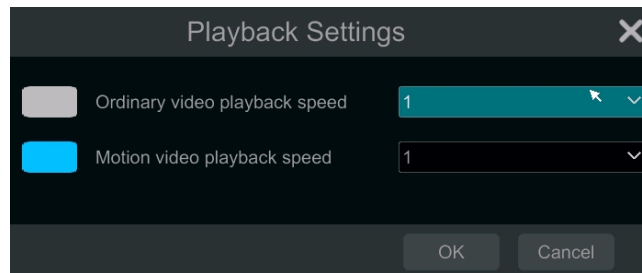 Playback Settings
Ordinary video playback speed 1
Motion video playback speed 1
OK Cancel